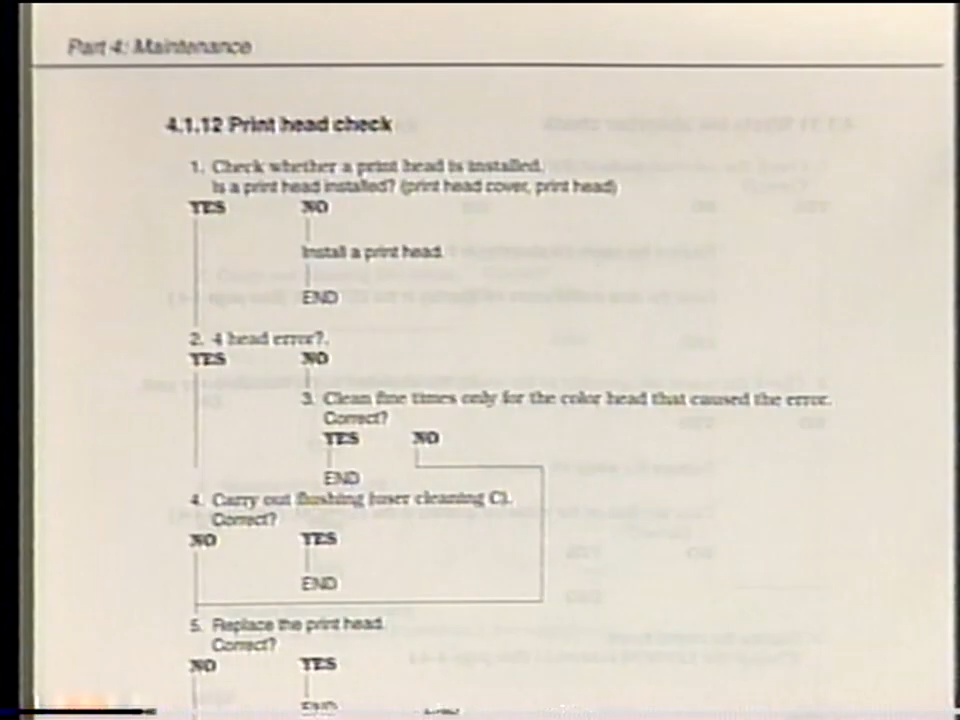 Part 4: Maintenance
4.1.12 Print head check
1. Check whether a print head is installed.
Is a print head installed? (print head cover, print head)
YES NO
Install a print head.
END
2. 4 head error?.
YES NO
3. Clean fine times only for the color head that caused the error.
Correct?
YES NO
END
4. Carry out flushing (user cleaning C).
Correct?
NO YES
END
5. Replace the print head.
Correct?
NO YES
END